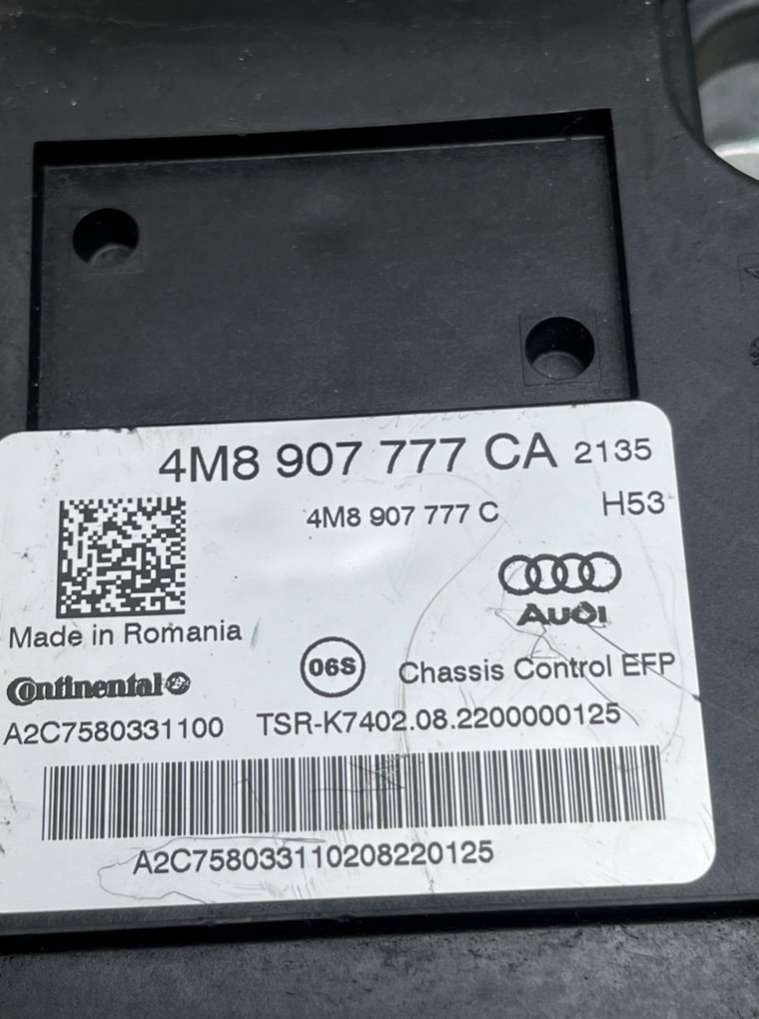 4M8 907 777 CA 2135
4M8 907 777 C H53
Audi
Made in Romania
06S Chassis Control EFP
Continental
A2C7580331100 TSR-K7402.08.2200000125
A2C758033110208220125